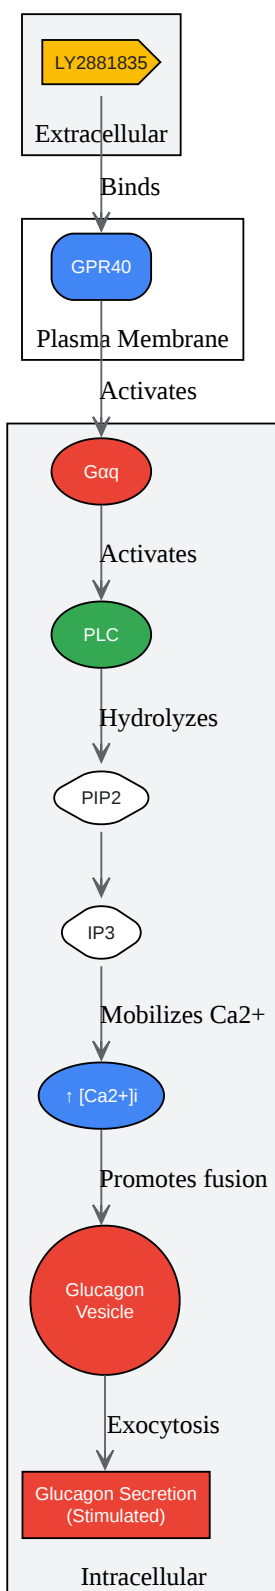 LY2881835
Extracellular
Binds
GPR40
Plasma Membrane
Activates
Gαq
Activates
PLC
Hydrolyzes
PIP2
IP3
Mobilizes Ca2+
↑ [Ca2+]i
Promotes fusion
Glucagon
Vesicle
Exocytosis
Glucagon Secretion
(Stimulated)
Intracellular